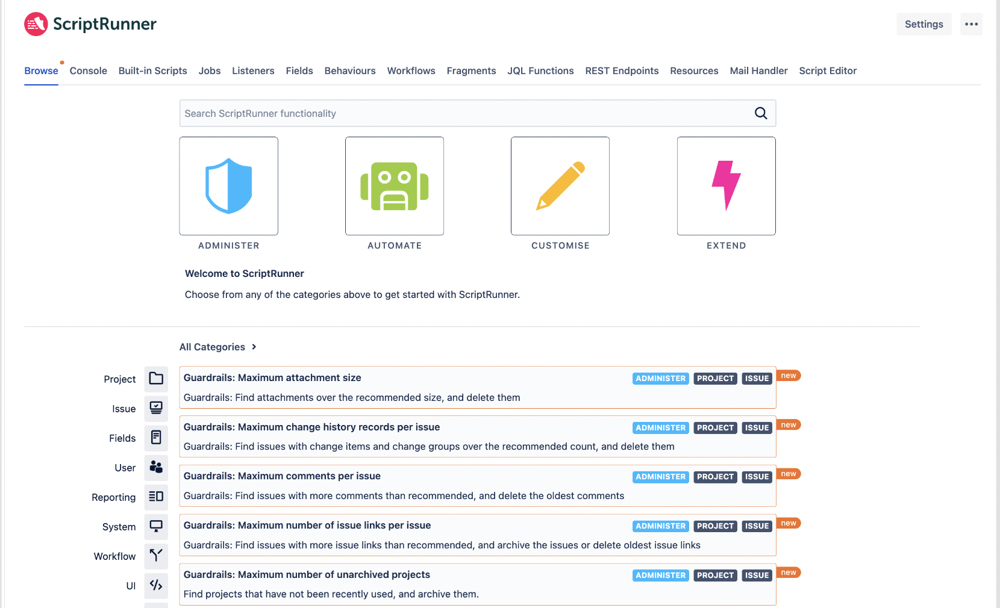 ScriptRunner
Settings
Browse Console Built-in Scripts Jobs Listeners Fields Behaviours Workflows Fragments JQL Functions REST Endpoints Resources Mail Handler Script Editor
Search ScriptRunner functionality
ADMINISTER AUTOMATE CUSTOMISE EXTEND
Welcome to ScriptRunner
Choose from any of the categories above to get started with ScriptRunner.
All Categories
Project
Issue
Fields
User
Reporting
System
Workflow
UI
Guardrails: Maximum attachment size ADMINISTER PROJECT ISSUE new
Guardrails: Find attachments over the recommended size, and delete them
Guardrails: Maximum change history records per issue ADMINISTER PROJECT ISSUE new
Guardrails: Find issues with change items and change groups over the recommended count, and delete them
Guardrails: Maximum comments per issue ADMINISTER PROJECT ISSUE new
Guardrails: Find issues with more comments than recommended, and delete the oldest comments
Guardrails: Maximum number of issue links per issue ADMINISTER PROJECT ISSUE new
Guardrails: Find issues with more issue links than recommended, and archive the issues or delete oldest issue links
Guardrails: Maximum number of unarchived projects ADMINISTER PROJECT ISSUE new
Find projects that have not been recently used, and archive them.